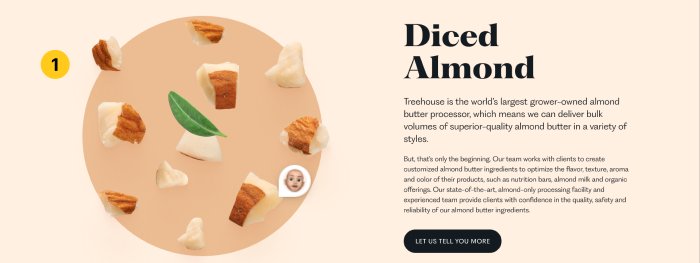 1
Diced
Almond
Treehouse is the world's largest grower-owned almond
butter processor, which means we can deliver bulk
volumes of superior-quality almond butter in a variety of
styles.
But, that's only the beginning. Our team works with clients to create
customized almond butter ingredients to optimize the flavor, texture, aroma
and color of their products, such as nutrition bars, almond milk and organic
offerings. Our state-of-the-art, almond-only processing facility and
experienced team provide clients with confidence in the quality, safety and
reliability of our almond butter ingredients.
LET US TELL YOU MORE